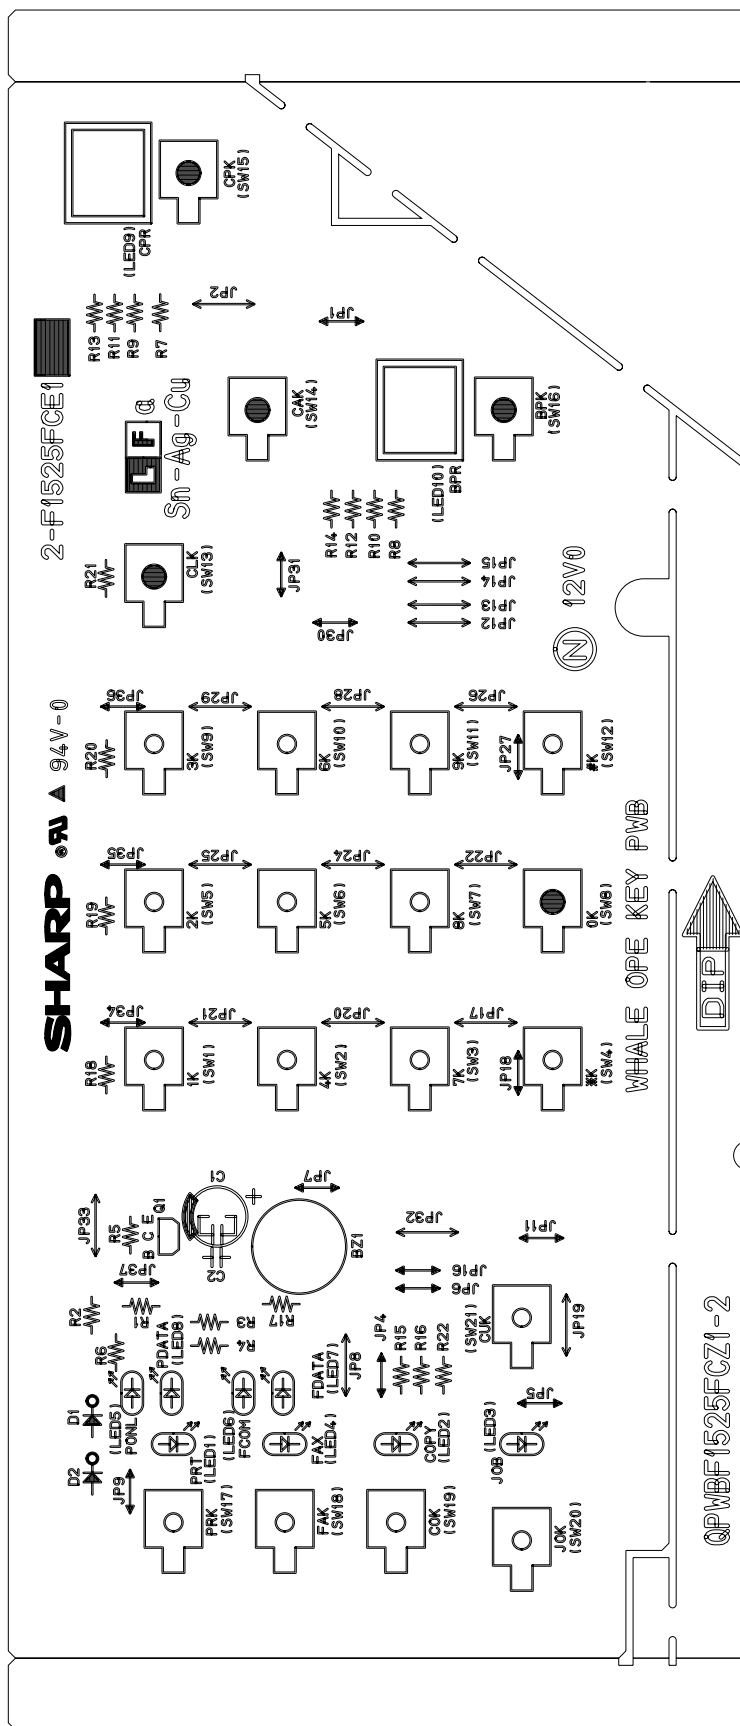 CPK
(SW15)
(LED9)
CPR
JP2
JP1
R13
R11
R9
R7
2-F1525FCE1
L F a
Sn-Ag-Cu
CAK
(SW14)
BPK
(SW16)
(LED10)
BPR
R14
R12
R10
R8
R21
CLK
(SW13)
JP31
JP30
JP15
JP14
JP13
JP12
N 12V0
94V-0
JP36
JP29
JP28
JP26
R20
3K
(SW9)
6K
(SW10)
9K
(SW11)
JP27
#K
(SW12)
SHARP
JP35
JP25
JP24
JP22
R19
2K
(SW5)
5K
(SW6)
8K
(SW7)
0K
(SW8)
WHALE OPE KEY PWB
DIP
JP34
JP21
JP20
JP17
R18
1K
(SW1)
4K
(SW2)
7K
(SW3)
JP18
*K
(SW4)
JP33
R5
B C E
Q1
C1
+
C2
JP7
BZ1
JP37
JP32
JP11
JP16
JP6
R2
R1
R3
R4
R17
R6
PDATA
(LED8)
FDATA
(LED7)
JP8
JP4
R15
R16
R22
(SW21)
CUK
JP19
D1
(LED5)
PONL
(LED6)
FCOM
JP5
D2
JP9
PRT
(LED1)
FAX
(LED4)
COPY
(LED2)
JOB
(LED3)
PRK
(SW17)
FAK
(SW18)
COK
(SW19)
JOK
(SW20)
QPWBF1525FCZ1-2